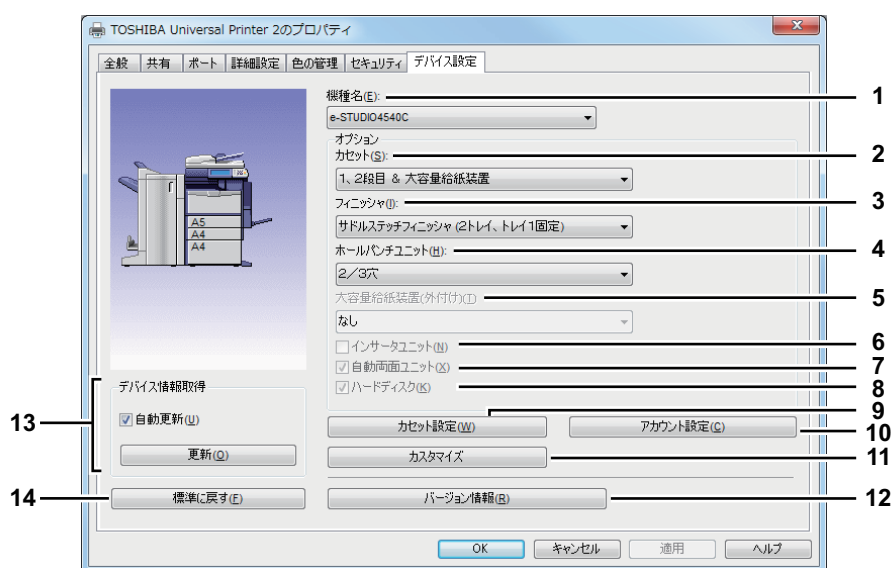 TOSHIBA Universal Printer 2のプロパティ
全般 共有 ポート 詳細設定 色の管理 セキュリティ デバイス設定
機種名(E):
1
e-STUDIO4540C
オプション
カセット(S):
2
1、2段目 & 大容量給紙装置
フィニッシャ(I):
3
サドルステッチフィニッシャ (2トレイ、トレイ1固定)
ホールパンチユニット(H):
4
2/3穴
大容量給紙装置(外付け)(T)
5
なし
インサータユニット(N)
6
自動両面ユニット(X)
7
ハードディスク(K)
8
A5
A4
A4
デバイス情報取得
13
自動更新(U)
更新(O)
9
カセット設定(W)
アカウント設定(C)
10
カスタマイズ
11
14
標準に戻す(F)
バージョン情報(R)
12
OK キャンセル 適用 ヘルプ